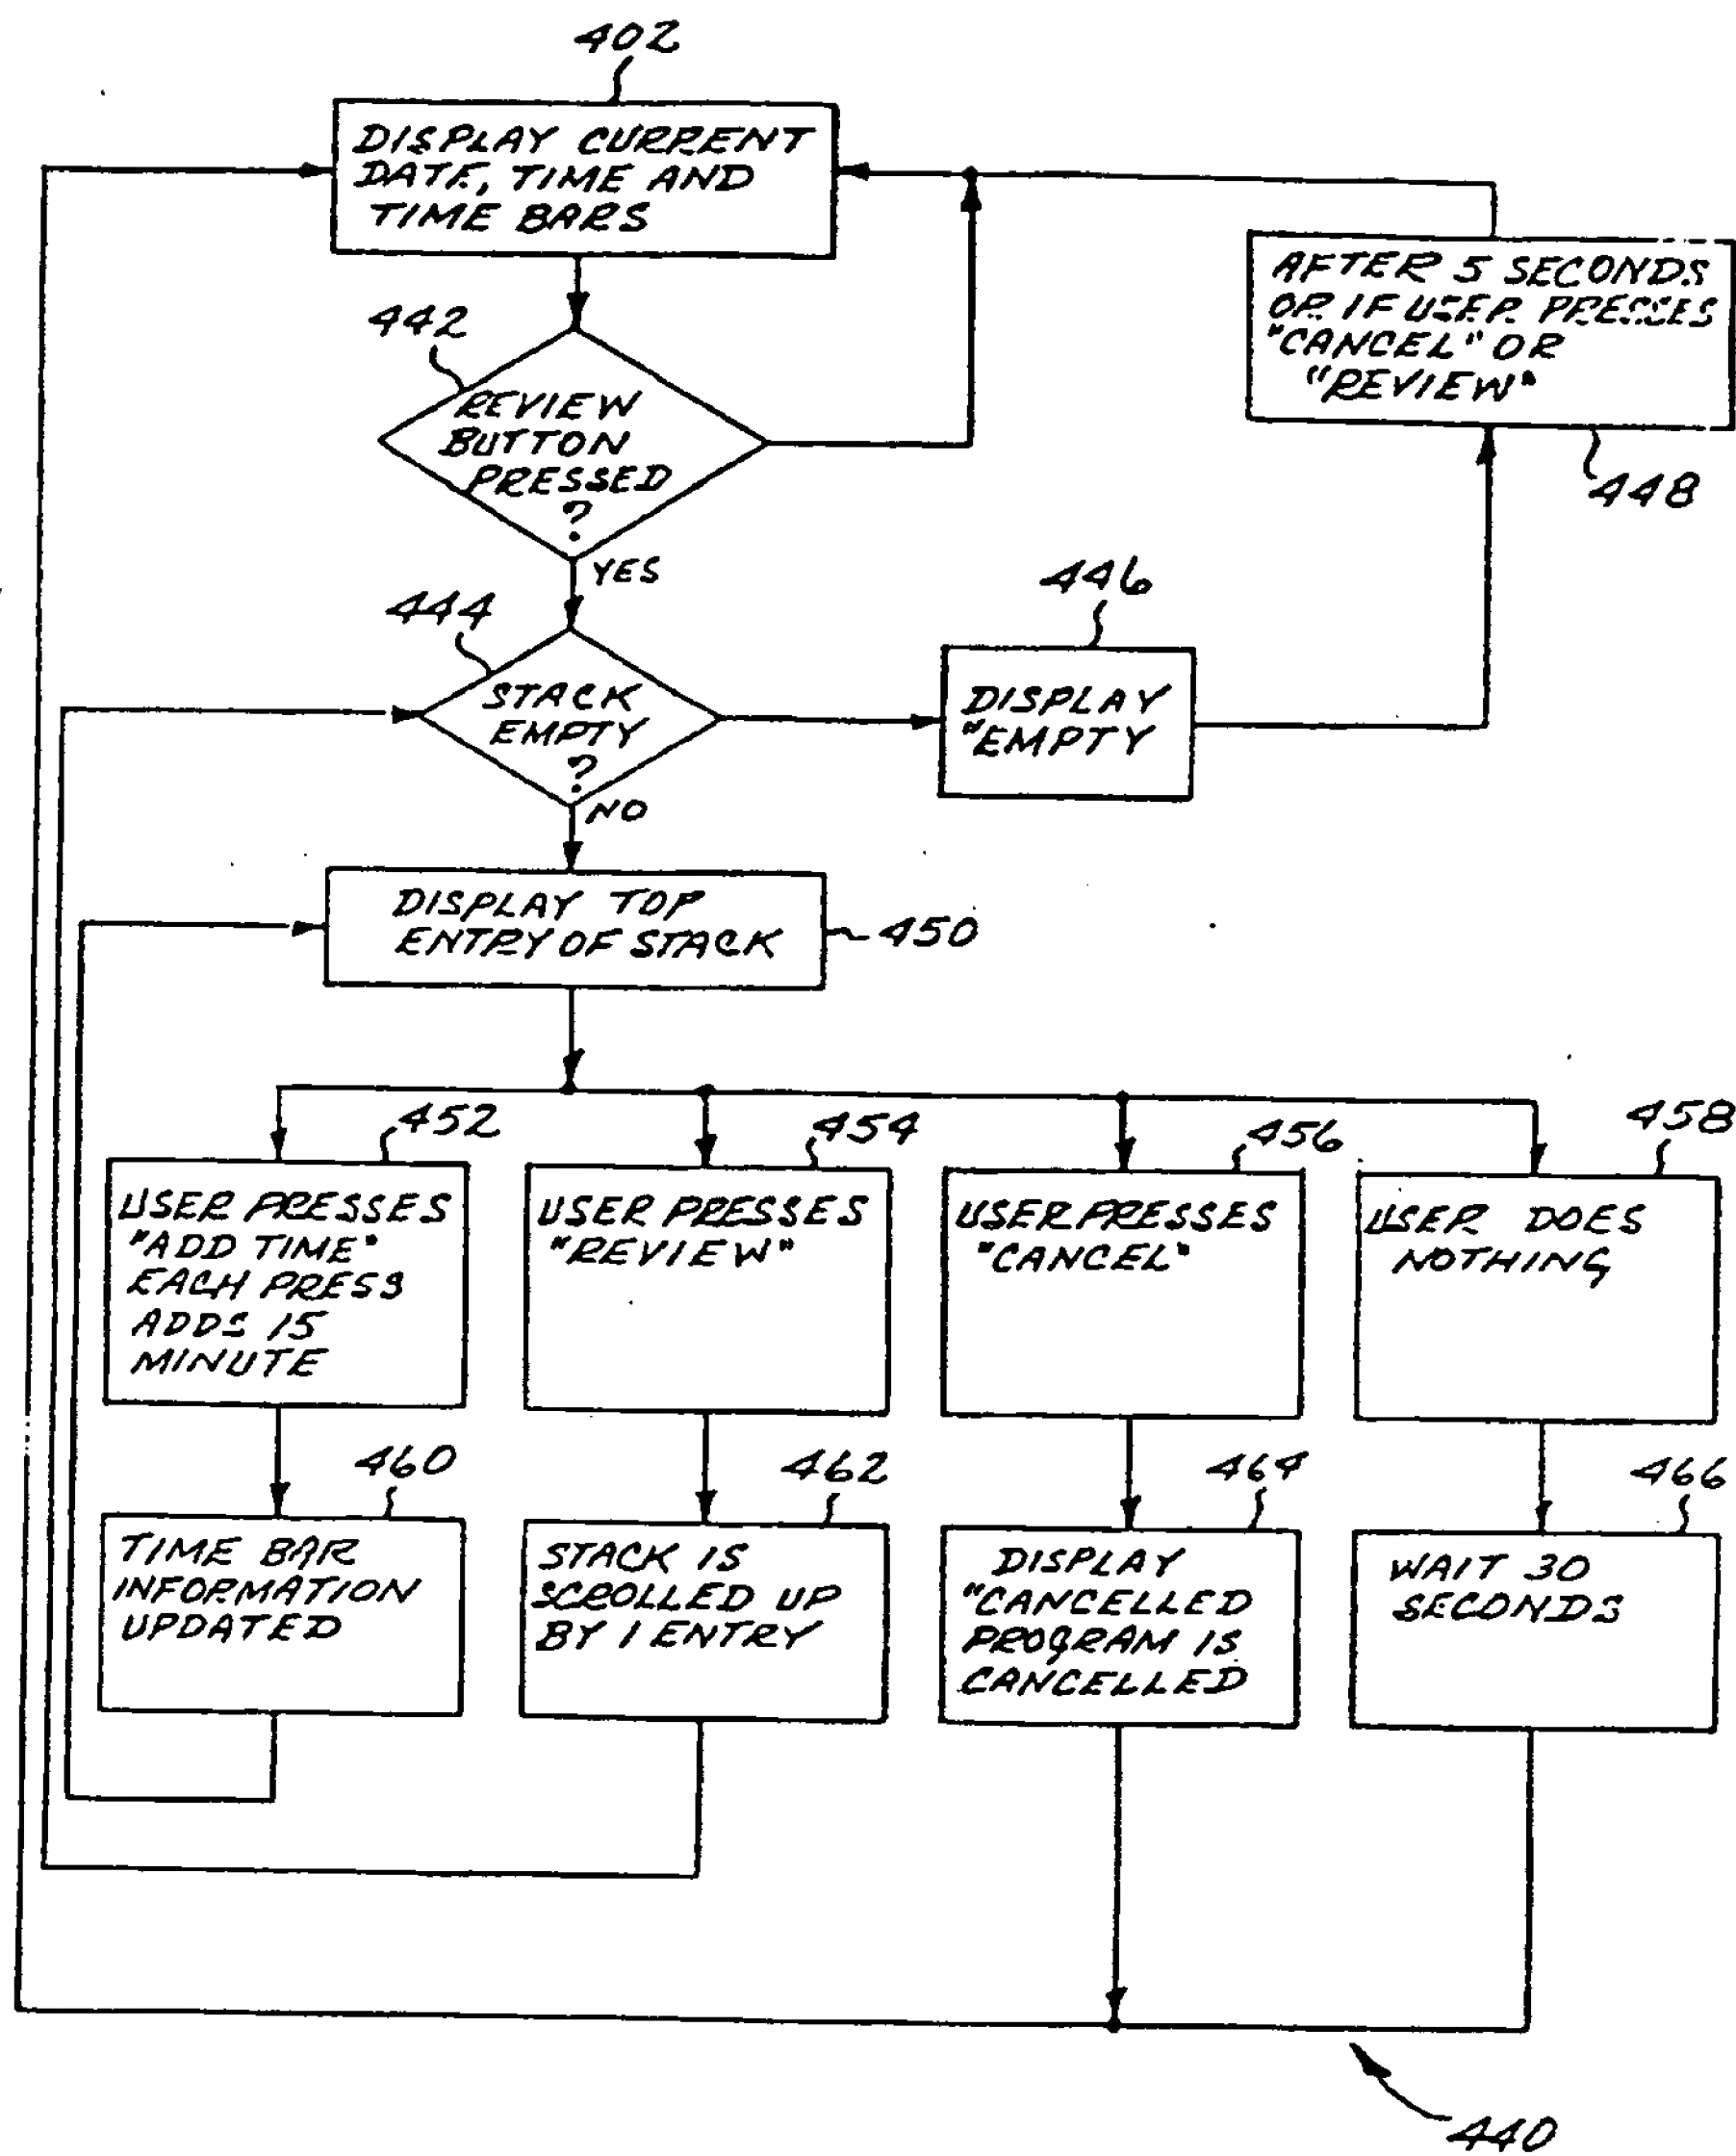 402
DISPLAY CURRENT
DATE, TIME AND
TIME BARS
442
REVIEW
BUTTON
PRESSED
?
YES
AFTER 5 SECONDS
OR IF USER PRESSES
"CANCEL" OR
"REVIEW"
448
444
STACK
EMPTY
?
NO
446
DISPLAY
"EMPTY
DISPLAY TOP
ENTRY OF STACK
450
452
USER PRESSES
"ADD TIME"
EACH PRESS
ADDS 15
MINUTE
454
USER PRESSES
"REVIEW"
456
USER PRESSES
"CANCEL"
458
USER DOES
NOTHING
460
TIME BAR
INFORMATION
UPDATED
462
STACK IS
SCROLLED UP
BY 1 ENTRY
464
DISPLAY
"CANCELLED
PROGRAM IS
CANCELLED
466
WAIT 30
SECONDS
440